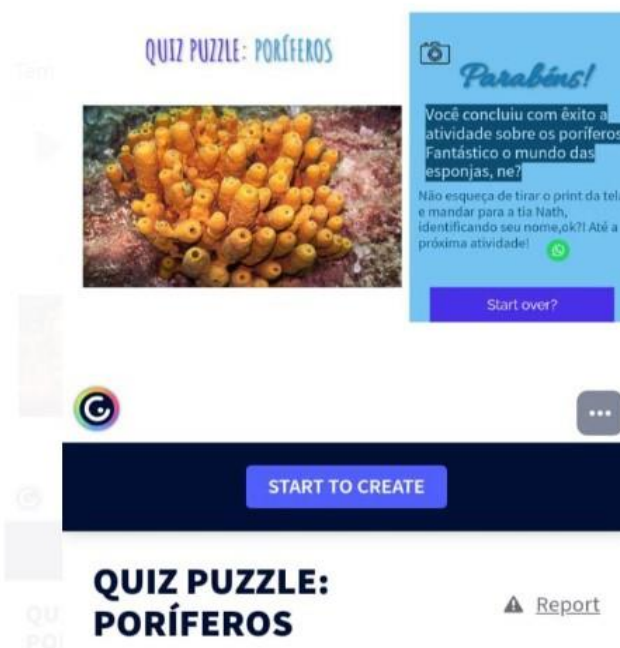 QUIZ PUZZLE: PORÍFEROS
Parabéns!
Você concluiu com êxito a
atividade sobre os poríferos
Fantástico o mundo das
esponjas, ne?
Não esqueça de tirar o print da tela
e mandar para a tia Nath,
identificando seu nome,ok?! Até a
próxima atividade!
Start over?
START TO CREATE
QUIZ PUZZLE:
PORÍFEROS
Report